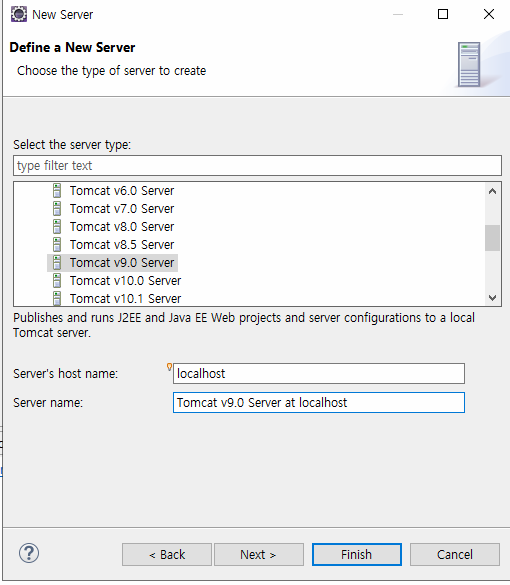 New Server
Define a New Server
Choose the type of server to create
Select the server type:
type filter text
Tomcat v6.0 Server
Tomcat v7.0 Server
Tomcat v8.0 Server
Tomcat v8.5 Server
Tomcat v9.0 Server
Tomcat v10.0 Server
Tomcat v10.1 Server
Publishes and runs J2EE and Java EE Web projects and server configurations to a local
Tomcat server.
Server's host name: localhost
Server name: Tomcat v9.0 Server at localhost
? < Back Next > Finish Cancel